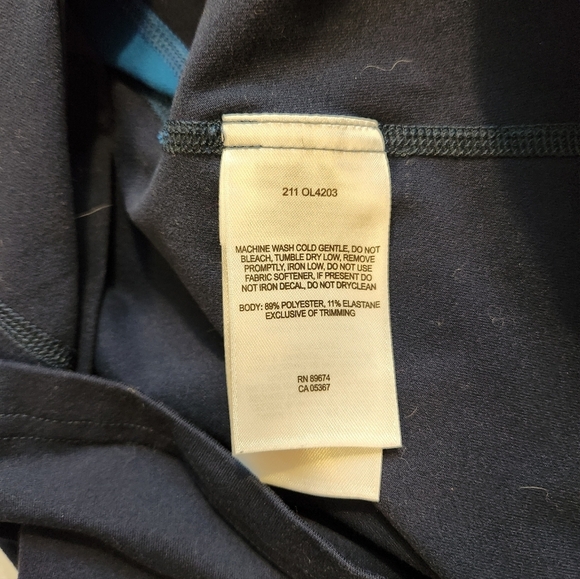 211 OL4203
MACHINE WASH COLD GENTLE, DO NOT
BLEACH, TUMBLE DRY LOW, REMOVE
PROMPTLY, IRON LOW, DO NOT USE
FABRIC SOFTENER, IF PRESENT DO
NOT IRON DECAL, DO NOT DRYCLEAN
BODY: 89% POLYESTER, 11% ELASTANE
EXCLUSIVE OF TRIMMING
RN 89674
CA 05367